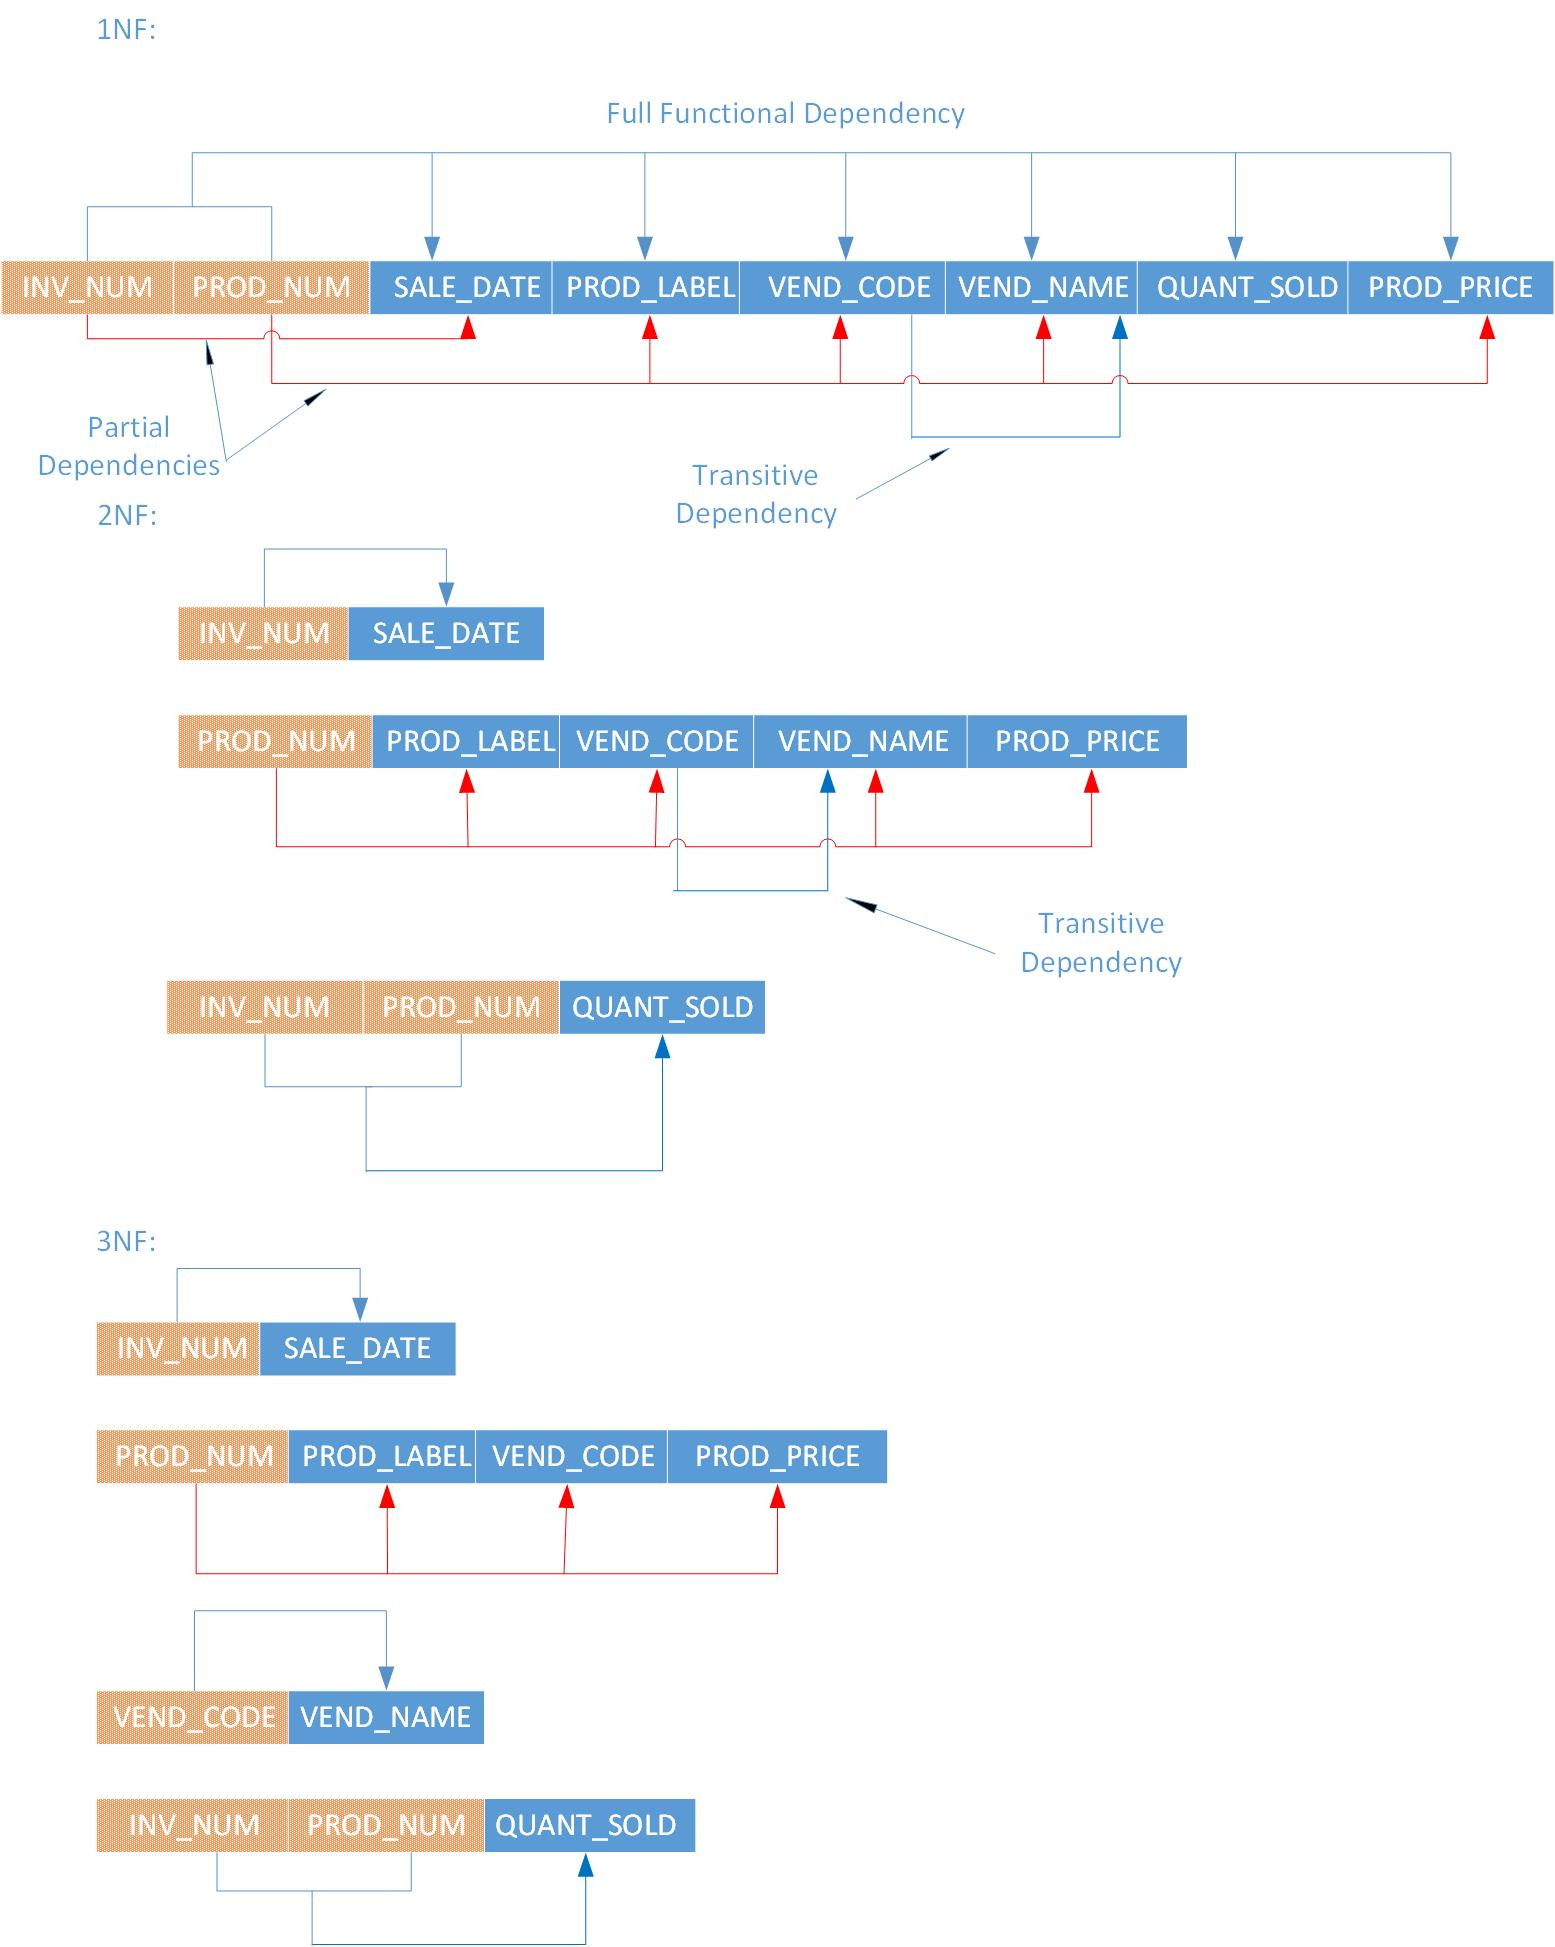 1NF:
Full Functional Dependency
INV_NUM PROD_NUM SALE_DATE PROD_LABEL VEND_CODE VEND_NAME QUANT_SOLD PROD_PRICE
Partial
Dependencies
Transitive
Dependency
2NF:
INV_NUM SALE_DATE
PROD_NUM PROD_LABEL VEND_CODE VEND_NAME PROD_PRICE
Transitive
Dependency
INV_NUM PROD_NUM QUANT_SOLD
3NF:
INV_NUM SALE_DATE
PROD_NUM PROD_LABEL VEND_CODE PROD_PRICE
VEND_CODE VEND_NAME
INV_NUM PROD_NUM QUANT_SOLD